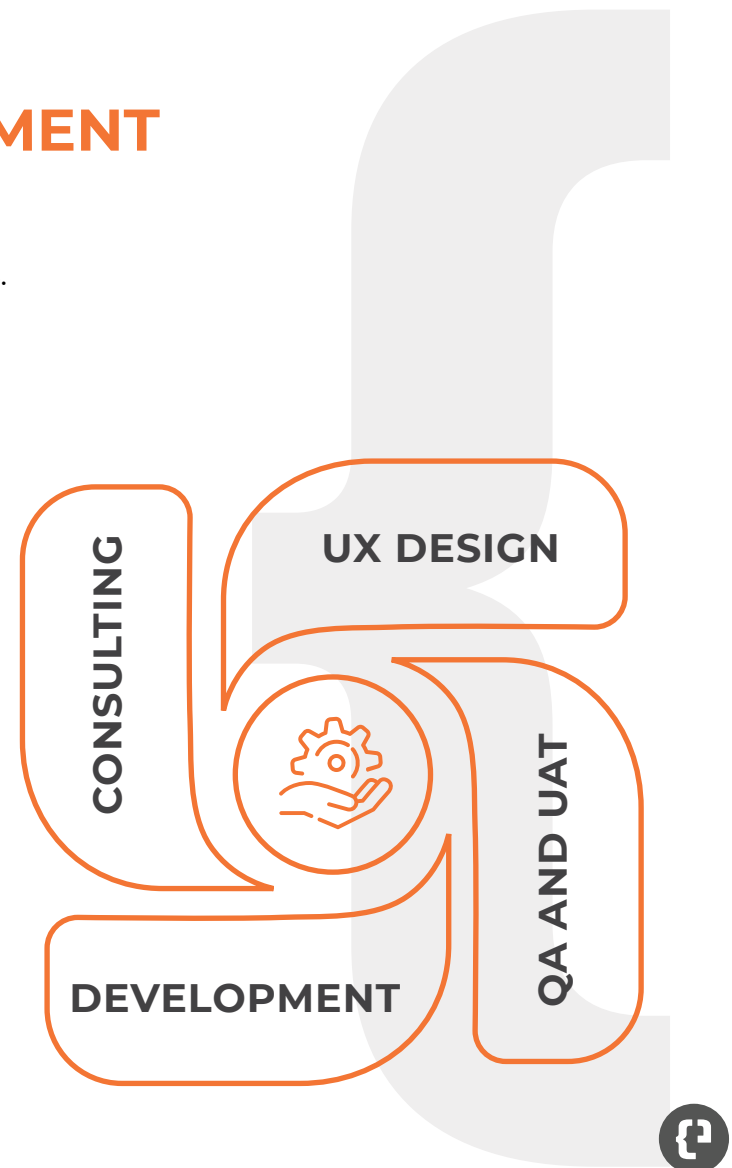 MENT
.
UX DESIGN
CONSULTING
QA AND UAT
DEVELOPMENT